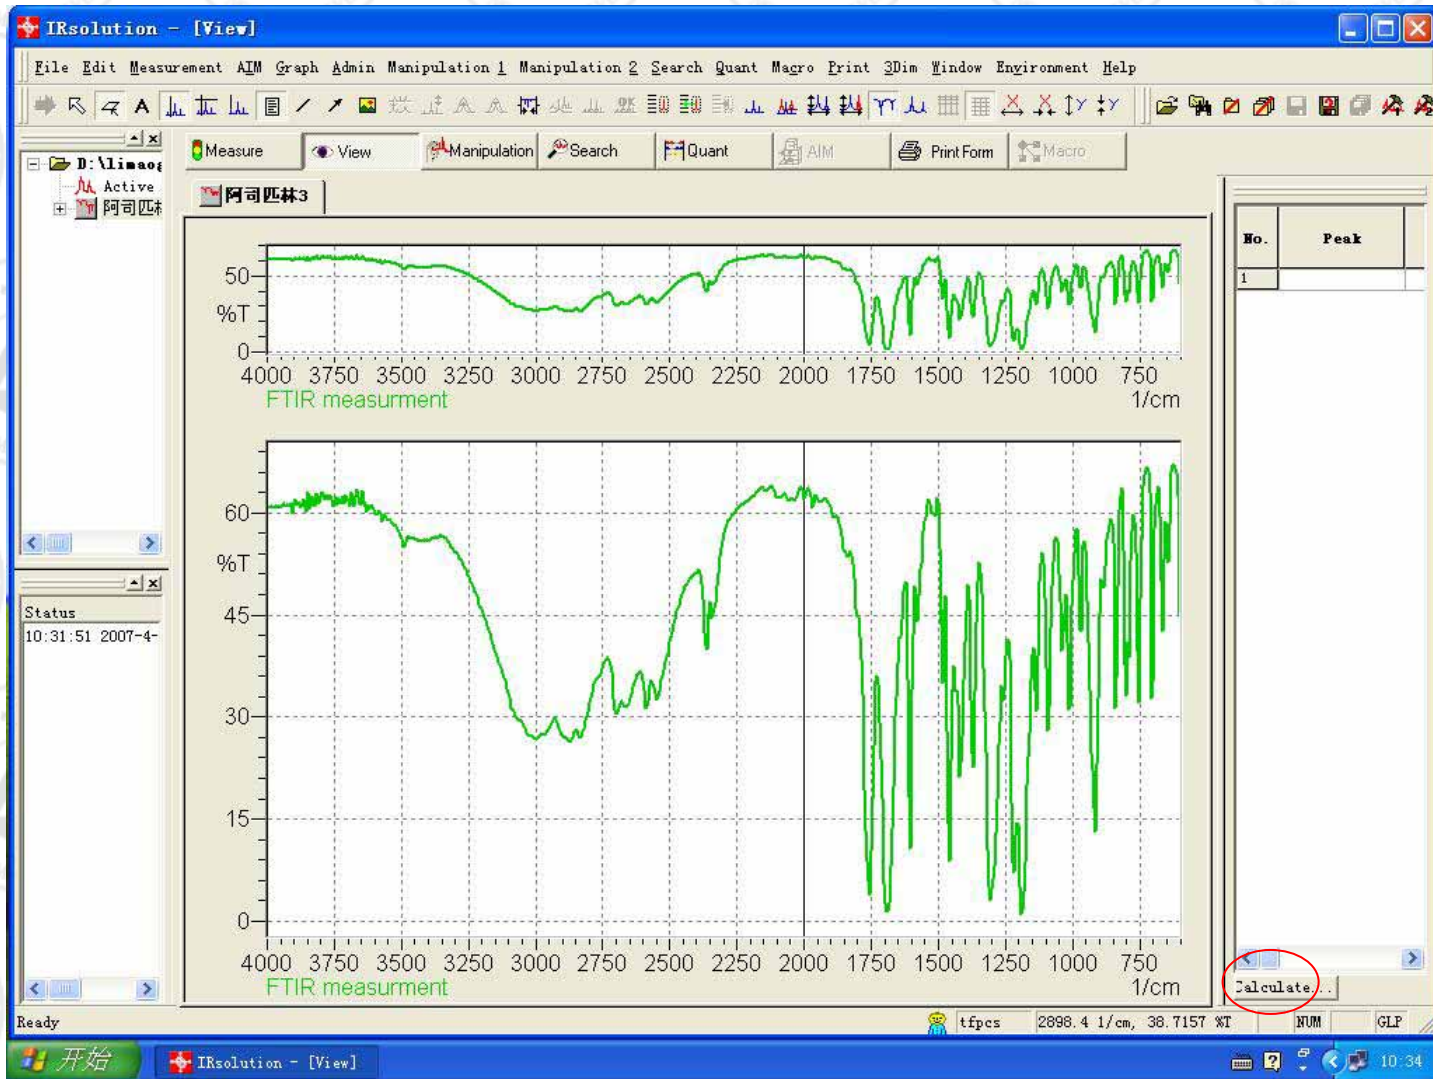 IRsolution - [View]
File Edit Measurement AIM Graph Admin Manipulation 1 Manipulation 2 Search Quant Magro Print 3Dim Window Environment Help
D:\limaog
Active
阿司匹林
Measure View Manipulation Search Quant AIM Print Form Macro
阿司匹林3
No. Peak
1
50
%T
0
4000 3750 3500 3250 3000 2750 2500 2250 2000 1750 1500 1250 1000 750
FTIR measurment 1/cm
60
%T
45
30
15
0
4000 3750 3500 3250 3000 2750 2500 2250 2000 1750 1500 1250 1000 750
FTIR measurment 1/cm
Status
10:31:51 2007-4-
Calculate...
Ready tfpcs 2898.4 1/cm, 38.7157 %T NUM GLP
开始 IRsolution - [View] 10:34